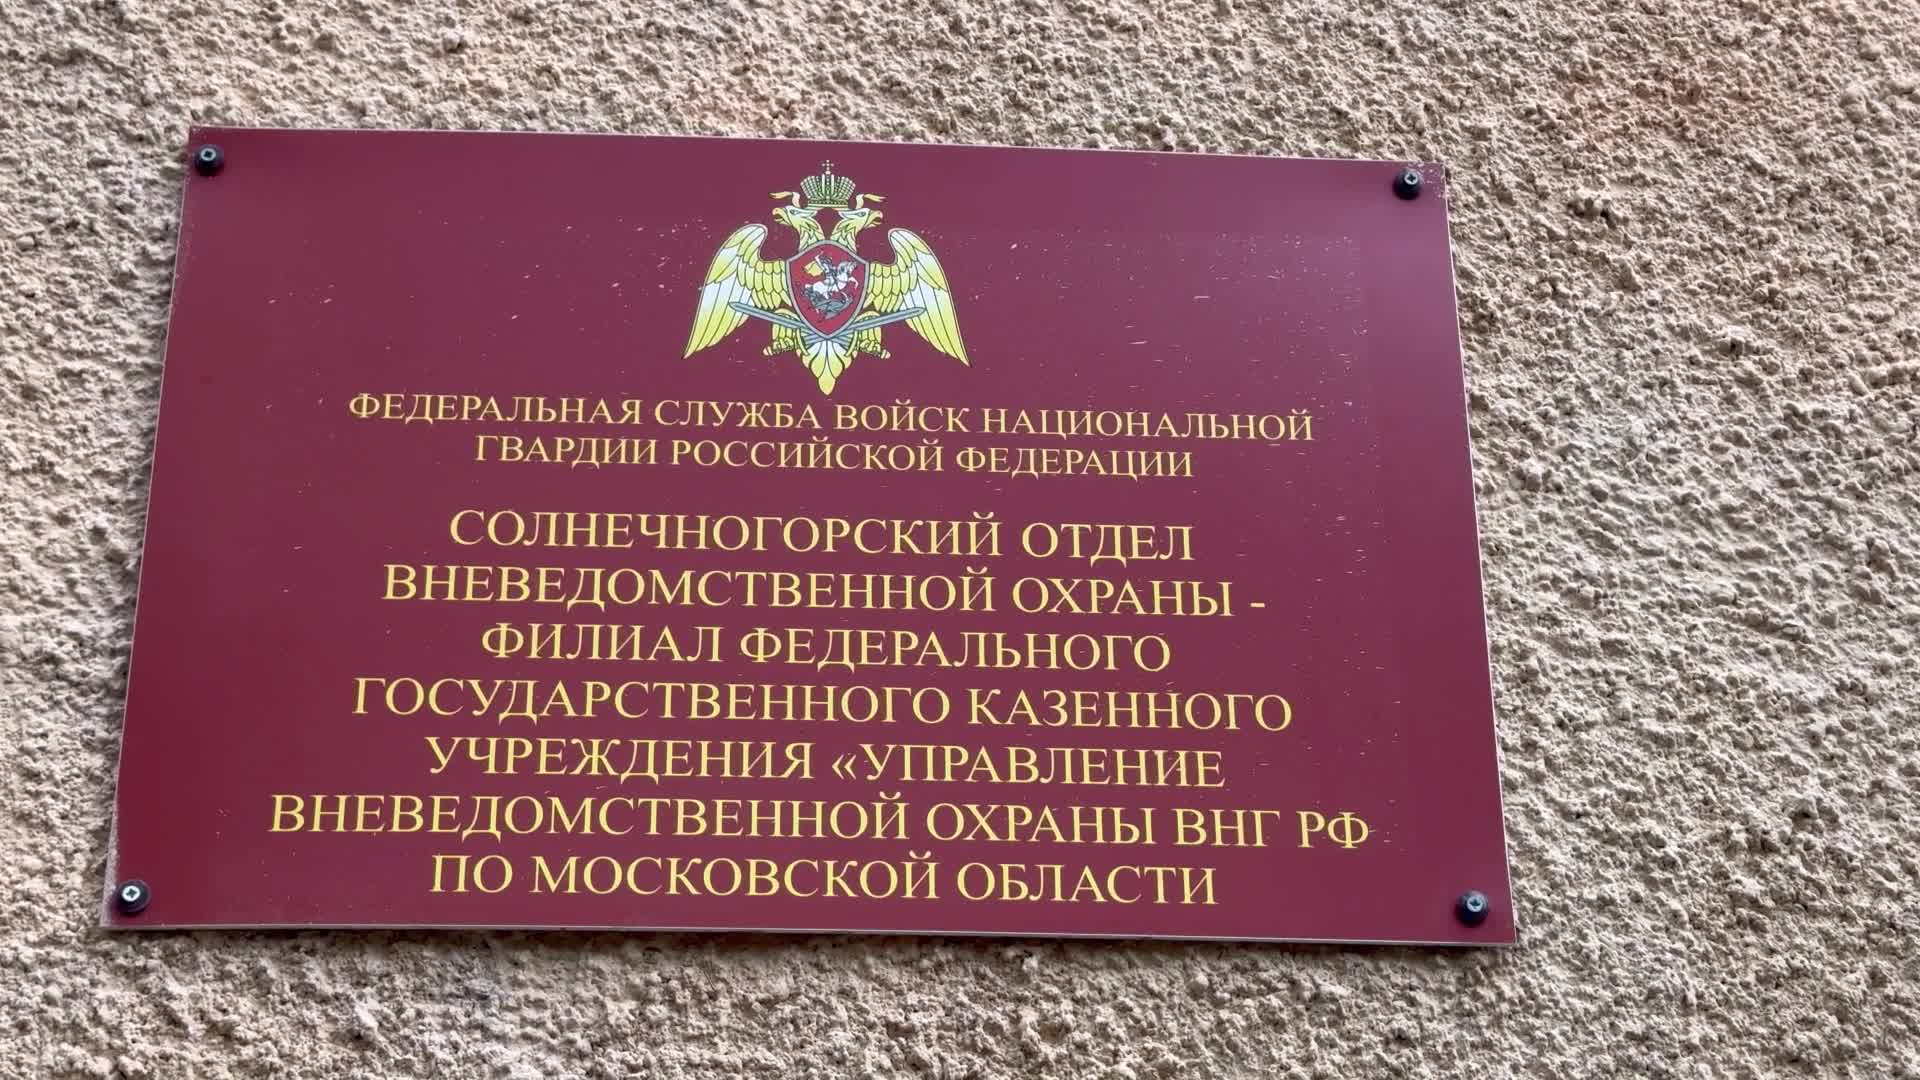 ФЕДЕРАЛЬНАЯ СЛУЖБА ВОЙСК НАЦИОНАЛЬНОЙ
ГВАРДИИ РОССИЙСКОЙ ФЕДЕРАЦИИ
СОЛНЕЧНОГОРСКИЙ ОТДЕЛ
ВНЕВЕДОМСТВЕННОЙ ОХРАНЫ -
ФИЛИАЛ ФЕДЕРАЛЬНОГО
ГОСУДАРСТВЕННОГО КАЗЕННОГО
УЧРЕЖДЕНИЯ «УПРАВЛЕНИЕ
ВНЕВЕДОМСТВЕННОЙ ОХРАНЫ ВНГ РФ
ПО МОСКОВСКОЙ ОБЛАСТИ